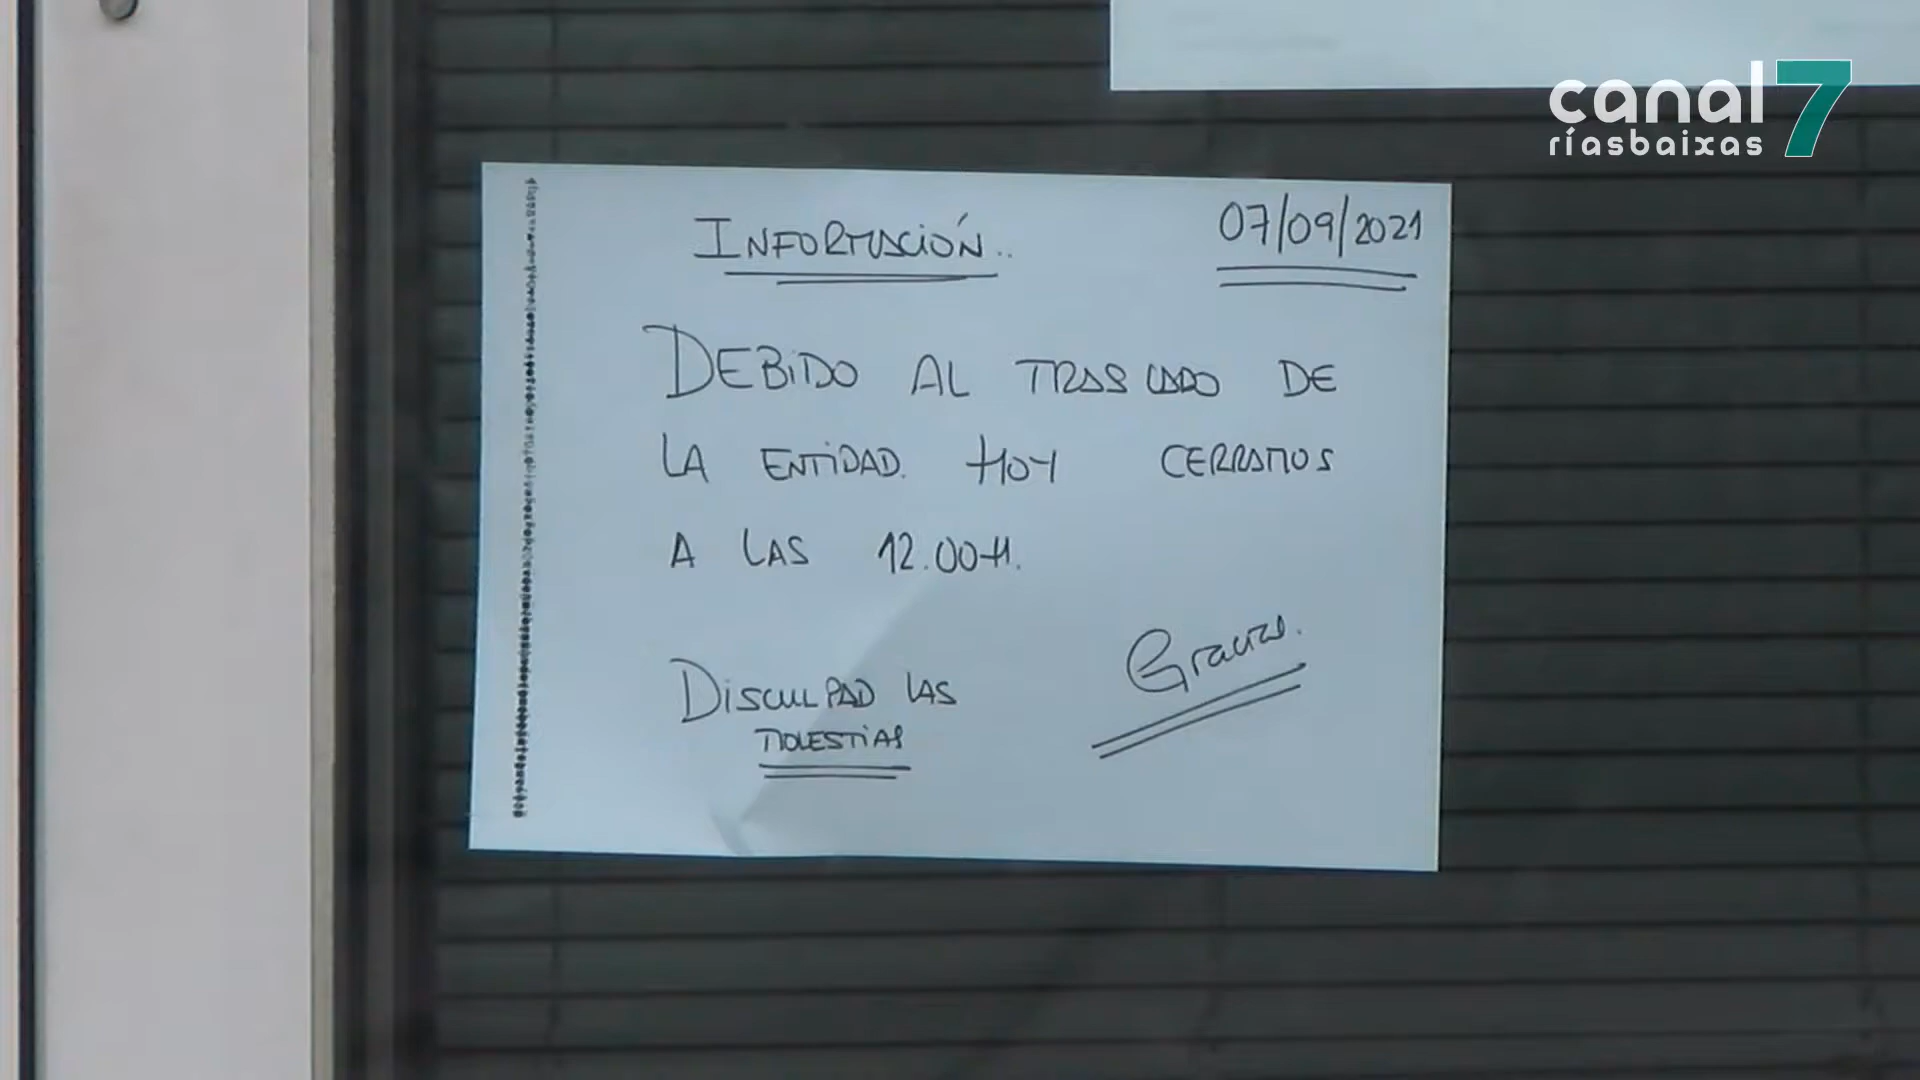 canal 7
ríasbaixas
INFORMACIÓN..
07/09/2021
DEBIDO AL TRASLADO DE
LA ENTIDAD. HOY CERRAMOS
A LAS 12.00H.
DISCULPAD LAS
MOLESTIAS
Gracias.